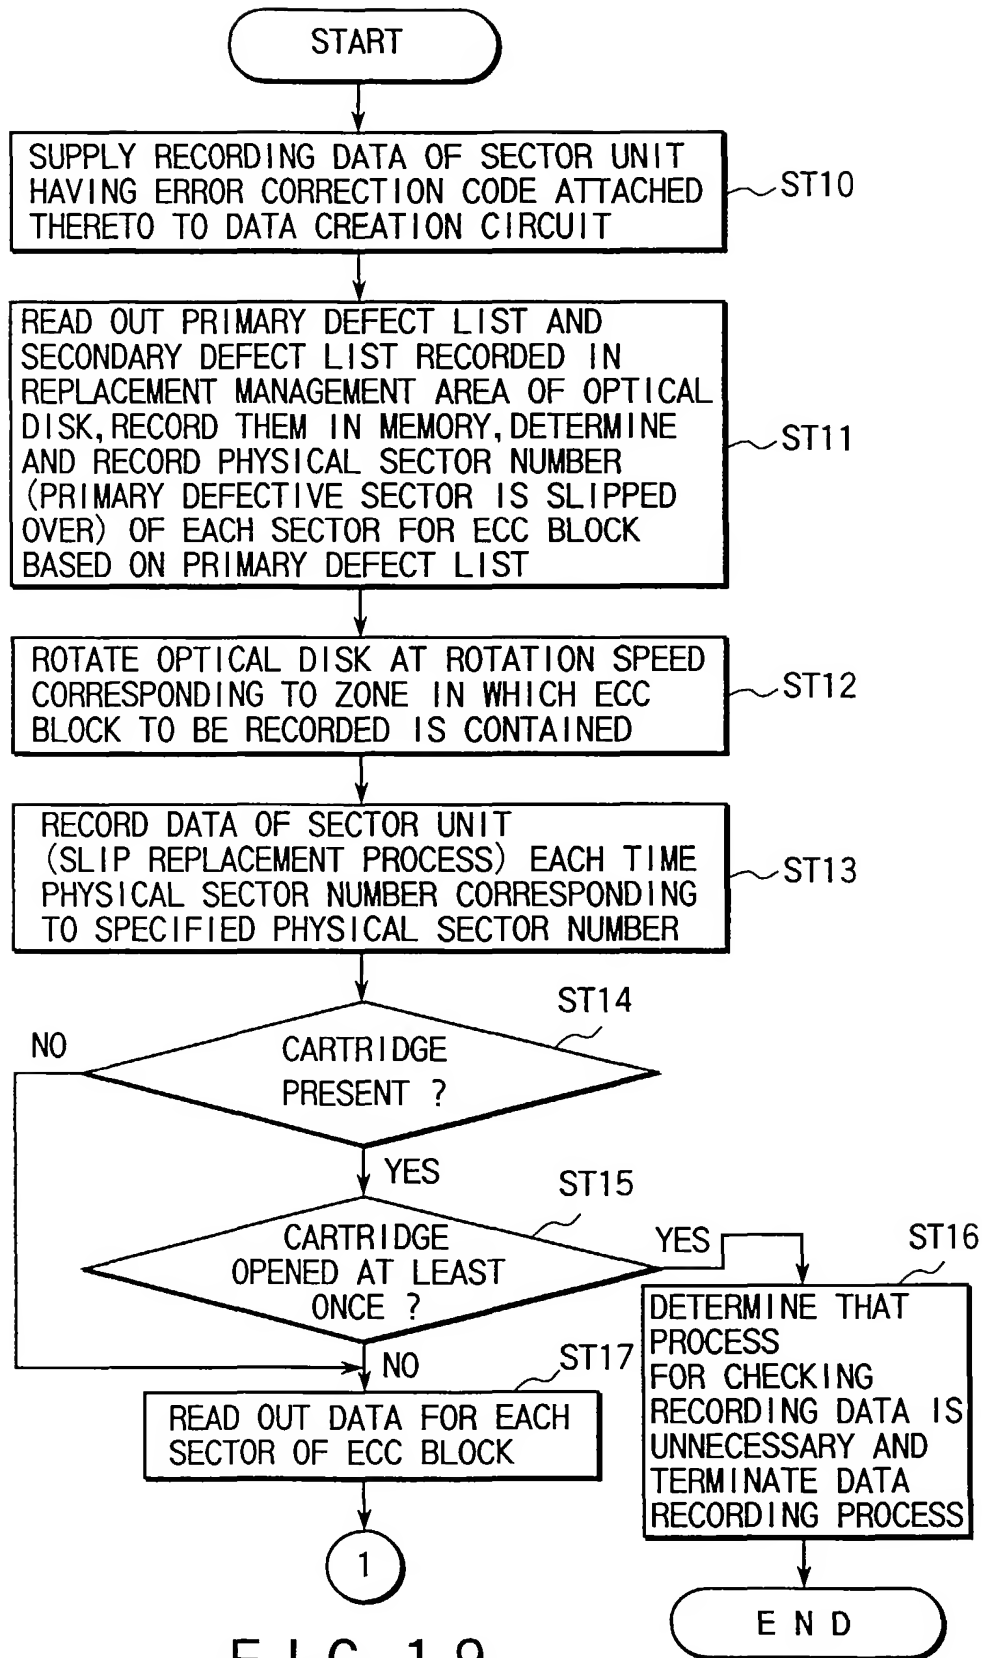 START
SUPPLY RECORDING DATA OF SECTOR UNIT
HAVING ERROR CORRECTION CODE ATTACHED
THERETO TO DATA CREATION CIRCUIT
ST10
READ OUT PRIMARY DEFECT LIST AND
SECONDARY DEFECT LIST RECORDED IN
REPLACEMENT MANAGEMENT AREA OF OPTICAL
DISK, RECORD THEM IN MEMORY, DETERMINE
AND RECORD PHYSICAL SECTOR NUMBER
(PRIMARY DEFECTIVE SECTOR IS SLIPPED
OVER) OF EACH SECTOR FOR ECC BLOCK
BASED ON PRIMARY DEFECT LIST
ST11
ROTATE OPTICAL DISK AT ROTATION SPEED
CORRESPONDING TO ZONE IN WHICH ECC
BLOCK TO BE RECORDED IS CONTAINED
ST12
RECORD DATA OF SECTOR UNIT
(SLIP REPLACEMENT PROCESS) EACH TIME
PHYSICAL SECTOR NUMBER CORRESPONDING
TO SPECIFIED PHYSICAL SECTOR NUMBER
ST13
ST14
NO
CARTRIDGE
PRESENT ?
YES
ST15
CARTRIDGE
OPENED AT LEAST
ONCE ?
YES
ST16
DETERMINE THAT
PROCESS
FOR CHECKING
RECORDING DATA IS
UNNECESSARY AND
TERMINATE DATA
RECORDING PROCESS
NO
ST17
READ OUT DATA FOR EACH
SECTOR OF ECC BLOCK
1
END